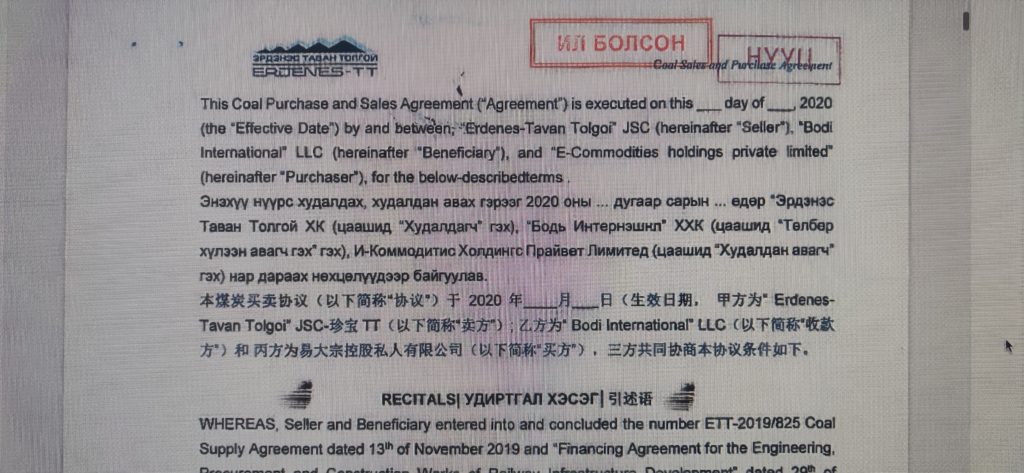 ЭРДЭНЭС ТАВАН ТОЛГОЙ
ERDENES-TT
ИЛ БОЛСОН
НУУЦ
Coal Sales and Purchase Agreement
This Coal Purchase and Sales Agreement (“Agreement”) is executed on this ___ day of ___, 2020
(the “Effective Date”) by and between; “Erdenes-Tavan Tolgoi” JSC (hereinafter “Seller”), “Bodi
International” LLC (hereinafter “Beneficiary”), and “E-Commodities holdings private limited”
(hereinafter “Purchaser”), for the below-describedterms .
Энэхүү нүүрс худалдах, худалдан авах гэрээг 2020 оны ... дугаар сарын ... өдөр “Эрдэнэс
Таван Толгой ХК (цаашид “Худалдагч” гэх), “Бодь Интернэшнл” ХХК (цаашид “Төлбөр
хүлээн авагч гэх” гэх), И-Коммодитис Холдингс Прайвет Лимитед (цаашид “Худалдан авагч”
гэх) нар дараах нөхцөлүүдээр байгуулав.
本煤炭买卖协议（以下简称“协议”）于 2020 年____月___日（生效日期， 甲方为“ Erdenes-
Tavan Tolgoi” JSC-珍宝 TT（以下简称“卖方”）; 乙方为“ Bodi International” LLC（以下简称“收款
方”）和 丙方为易大宗控股私人有限公司（以下简称“买方”），三方共同协商本协议条件如下。
RECITALS| УДИРТГАЛ ХЭСЭГ| 引述语
WHEREAS, Seller and Beneficiary entered into and concluded the number ETT-2019/825 Coal
Supply Agreement dated 13th of November 2019 and “Financing Agreement for the Engineering,
Procurement and Construction Works of Railway Infrastructure Development” dated 29th of